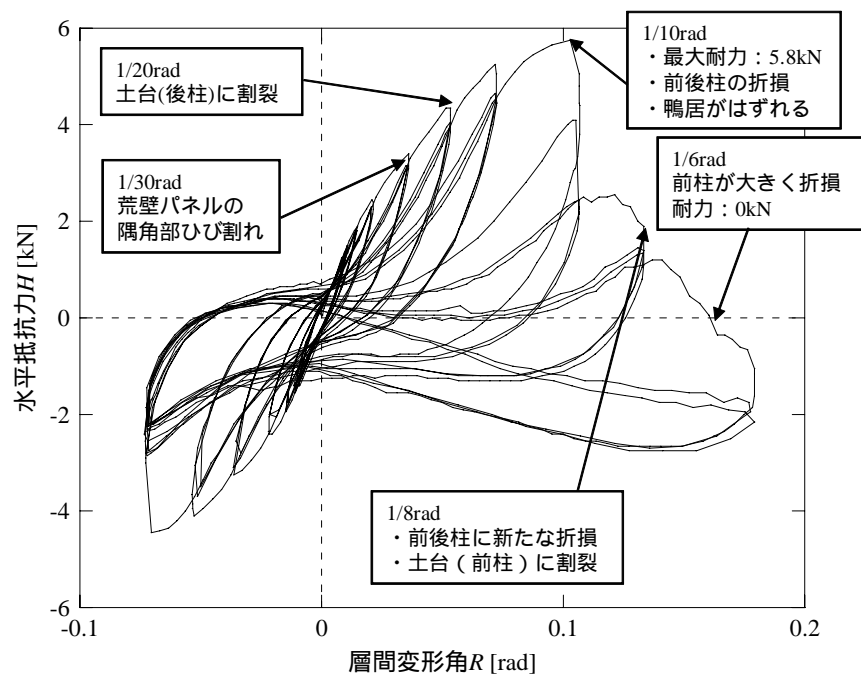 6
4
2
0
-2
-4
-6
-0.1
0
0.1
0.2
水平抵抗力H [kN]
層間変形角R [rad]
1/20rad
土台(後柱)に割裂
1/30rad
荒壁パネルの
隅角部ひび割れ
1/10rad
・最大耐力：5.8kN
・前後柱の折損
・鴨居がはずれる
1/6rad
前柱が大きく折損
耐力：0kN
1/8rad
・前後柱に新たな折損
・土台（前柱）に割裂